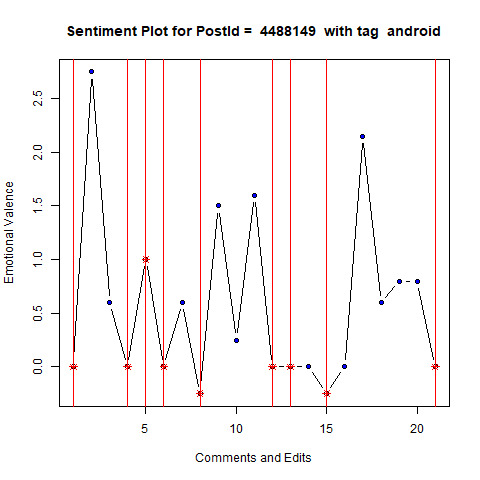 Sentiment Plot for PostId =  4488149  with tag  android
Emotional Valence
2.5
2.0
1.5
1.0
0.5
0.0
5 10 15 20
Comments and Edits